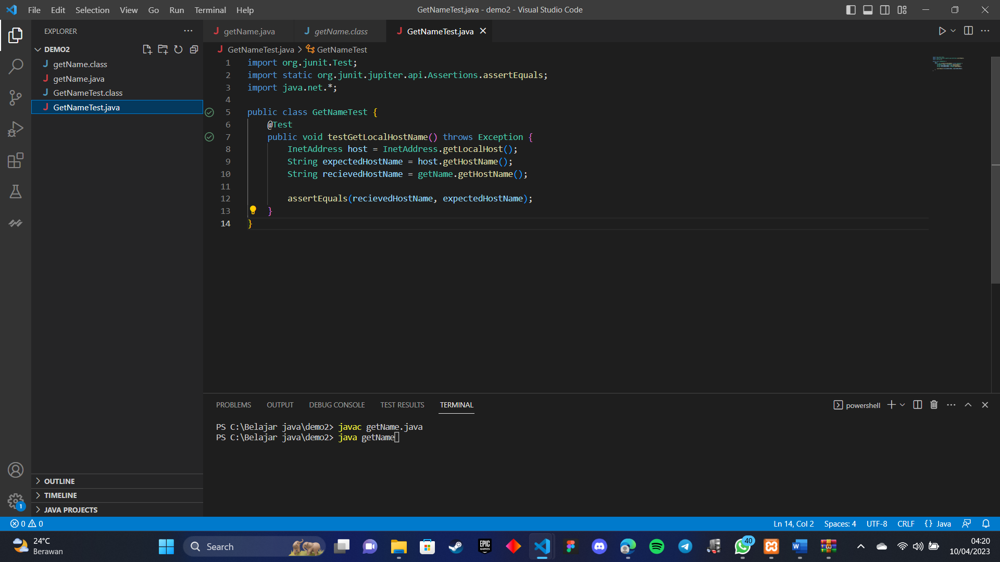 File Edit Selection View Go Run Terminal Help
GetNameTest.java - demo2 - Visual Studio Code
EXPLORER
DEMO2
getName.class
getName.java
GetNameTest.class
GetNameTest.java
getName.java getName.class GetNameTest.java
GetNameTest.java > GetNameTest
1 import org.junit.Test;
2 import static org.junit.jupiter.api.Assertions.assertEquals;
3 import java.net.*;
4
5 public class GetNameTest {
6 @Test
7 public void testGetLocalHostName() throws Exception {
8 InetAddress host = InetAddress.getLocalHost();
9 String expectedHostName = host.getHostName();
10 String recievedHostName = getName.getHostName();
11
12 assertEquals(recievedHostName, expectedHostName);
13 }
14 }
PROBLEMS OUTPUT DEBUG CONSOLE TEST RESULTS TERMINAL
powershell
PS C:\Belajar java\demo2> javac getName.java
PS C:\Belajar java\demo2> java getName
OUTLINE
TIMELINE
JAVA PROJECTS
1
0 0
Ln 14, Col 2 Spaces: 4 UTF-8 CRLF {} Java
24°C
Berawan
Search
EPIC
GAMES
40
04:20
10/04/2023